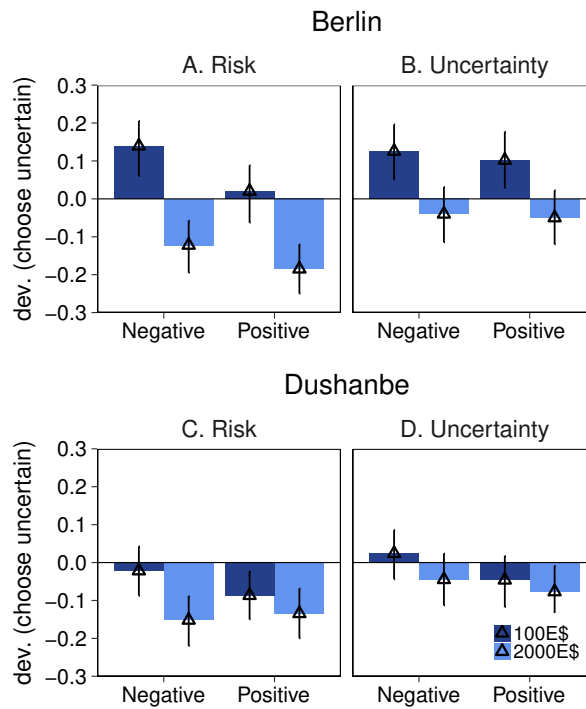 Berlin
A. Risk
B. Uncertainty
dev. (choose uncertain)
0.3
0.2
0.1
0.0
−0.1
−0.2
−0.3
Negative Positive Negative Positive
Dushanbe
C. Risk
D. Uncertainty
dev. (choose uncertain)
0.3
0.2
0.1
0.0
−0.1
−0.2
−0.3
100E$
2000E$
Negative Positive Negative Positive